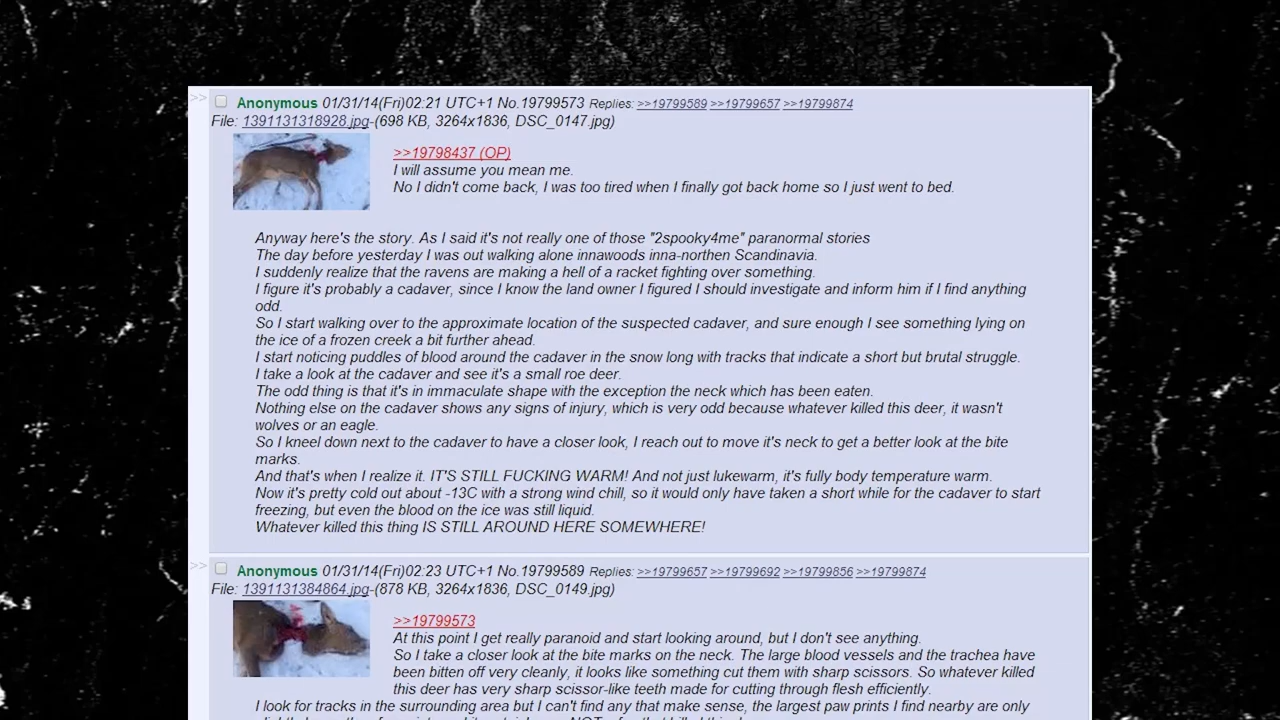 >> Anonymous 01/31/14(Fri)02:21 UTC+1 No.19799573 Replies: >>19799589 >>19799657 >>19799874
File: 1391131318928.jpg-(698 KB, 3264x1836, DSC_0147.jpg)
>>19798437 (OP)
I will assume you mean me.
No I didn't come back, I was too tired when I finally got back home so I just went to bed.
Anyway here's the story. As I said it's not really one of those "2spooky4me" paranormal stories
The day before yesterday I was out walking alone innawoods inna-northen Scandinavia.
I suddenly realize that the ravens are making a hell of a racket fighting over something.
I figure it's probably a cadaver, since I know the land owner I figured I should investigate and inform him if I find anything
odd.
So I start walking over to the approximate location of the suspected cadaver, and sure enough I see something lying on
the ice of a frozen creek a bit further ahead.
I start noticing puddles of blood around the cadaver in the snow long with tracks that indicate a short but brutal struggle.
I take a look at the cadaver and see it's a small roe deer.
The odd thing is that it's in immaculate shape with the exception the neck which has been eaten.
Nothing else on the cadaver shows any signs of injury, which is very odd because whatever killed this deer, it wasn't
wolves or an eagle.
So I kneel down next to the cadaver to have a closer look, I reach out to move it's neck to get a better look at the bite
marks.
And that's when I realize it. IT'S STILL FUCKING WARM! And not just lukewarm, it's fully body temperature warm.
Now it's pretty cold out about -13C with a strong wind chill, so it would only have taken a short while for the cadaver to start
freezing, but even the blood on the ice was still liquid.
Whatever killed this thing IS STILL AROUND HERE SOMEWHERE!
>> Anonymous 01/31/14(Fri)02:23 UTC+1 No.19799589 Replies: >>19799657 >>19799692 >>19799856 >>19799874
File: 1391131384864.jpg-(878 KB, 3264x1836, DSC_0149.jpg)
>>19799573
At this point I get really paranoid and start looking around, but I don't see anything.
So I take a closer look at the bite marks on the neck. The large blood vessels and the trachea have
been bitten off very cleanly, it looks like something cut them with sharp scissors. So whatever killed
this deer has very sharp scissor-like teeth made for cutting through flesh efficiently.
I look for tracks in the surrounding area but I can't find any that make sense, the largest paw prints I find nearby are only